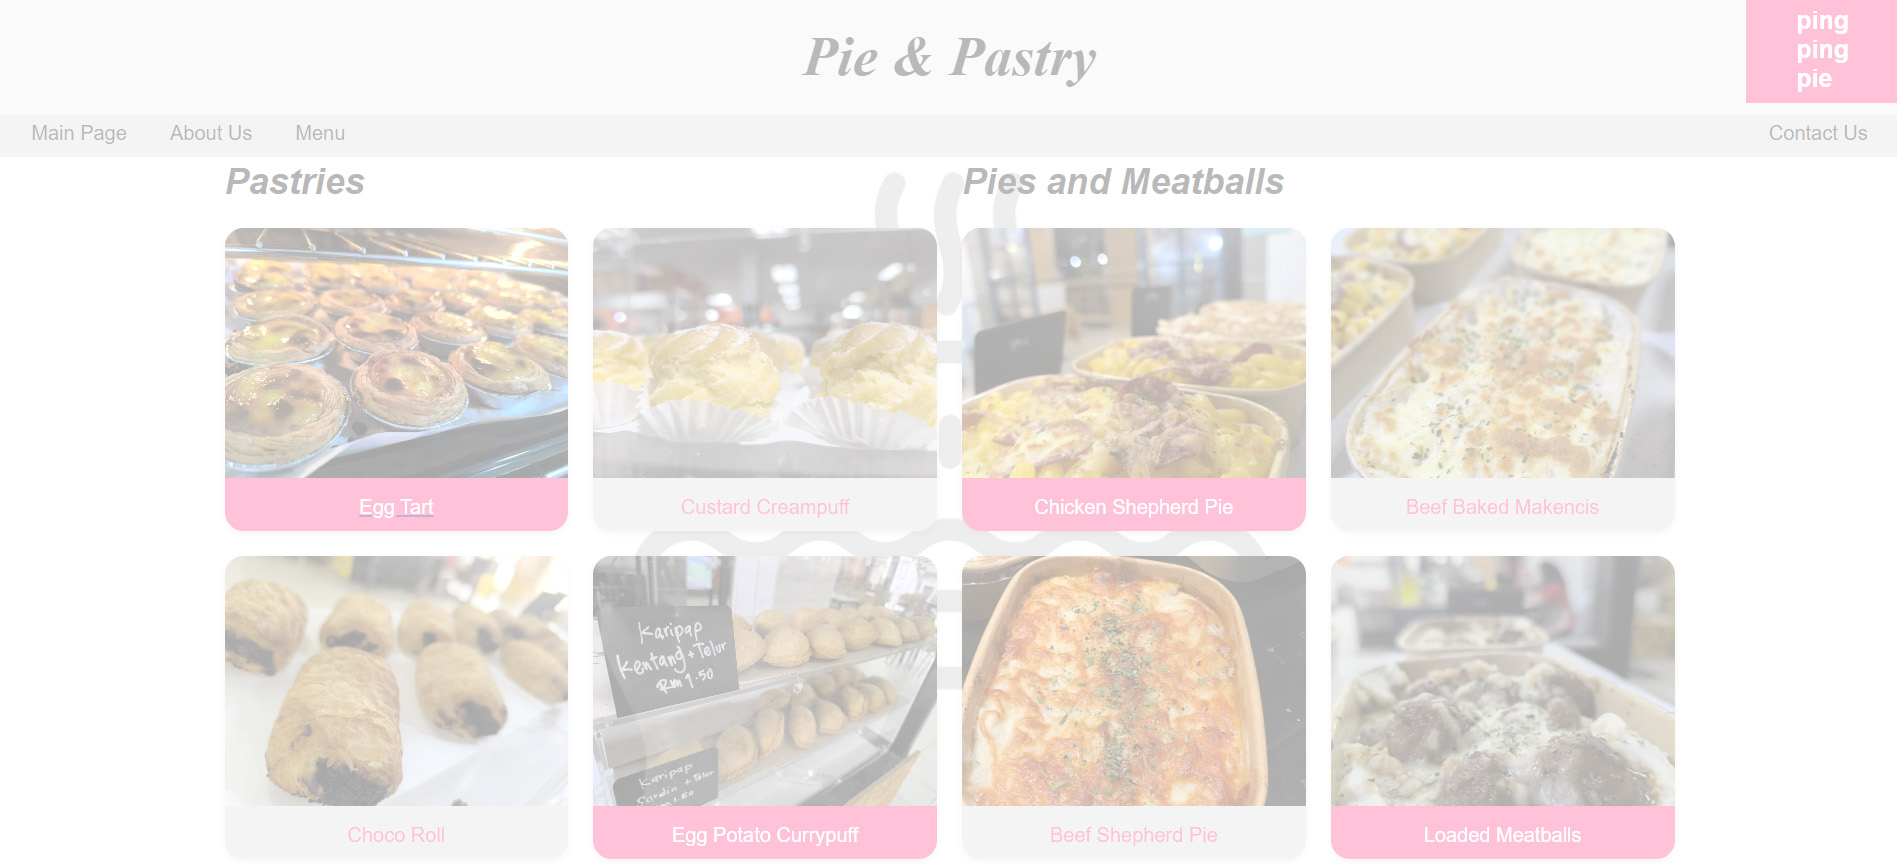 Pie & Pastry
ping
ping
pie
Main Page
About Us
Menu
Contact Us
Pastries
Pies and Meatballs
Egg Tart
Custard Creampuff
Chicken Shepherd Pie
Beef Baked Makencis
Karipap
Kentang + Telur
Rm 1.50
Karipap
Sardin + Telur
Rm 1.50
Choco Roll
Egg Potato Currypuff
Beef Shepherd Pie
Loaded Meatballs